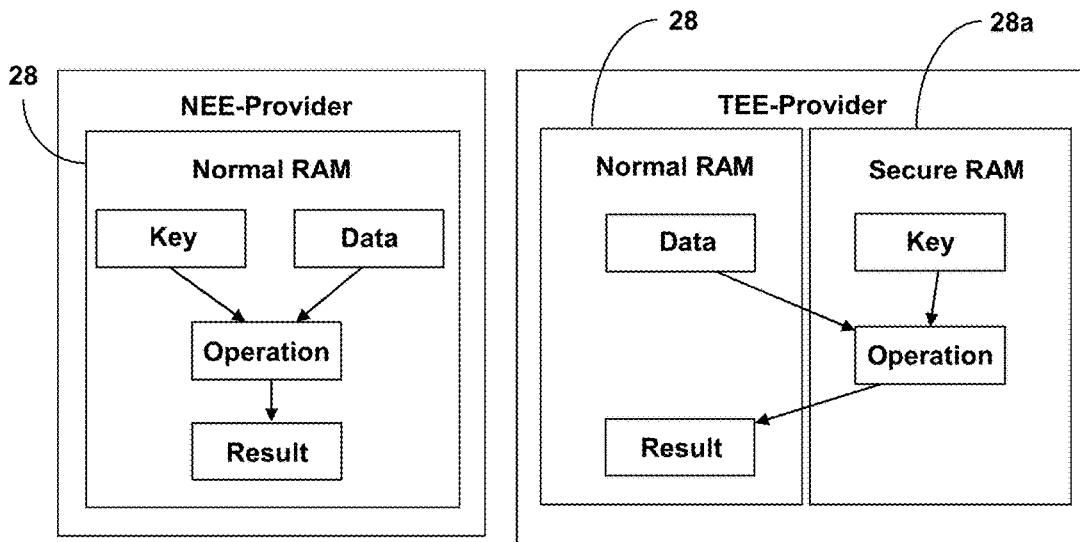 28
28a
28
NEE-Provider
TEE-Provider
Normal RAM
Normal RAM
Secure RAM
Key
Data
Data
Key
Operation
Operation
Result
Result